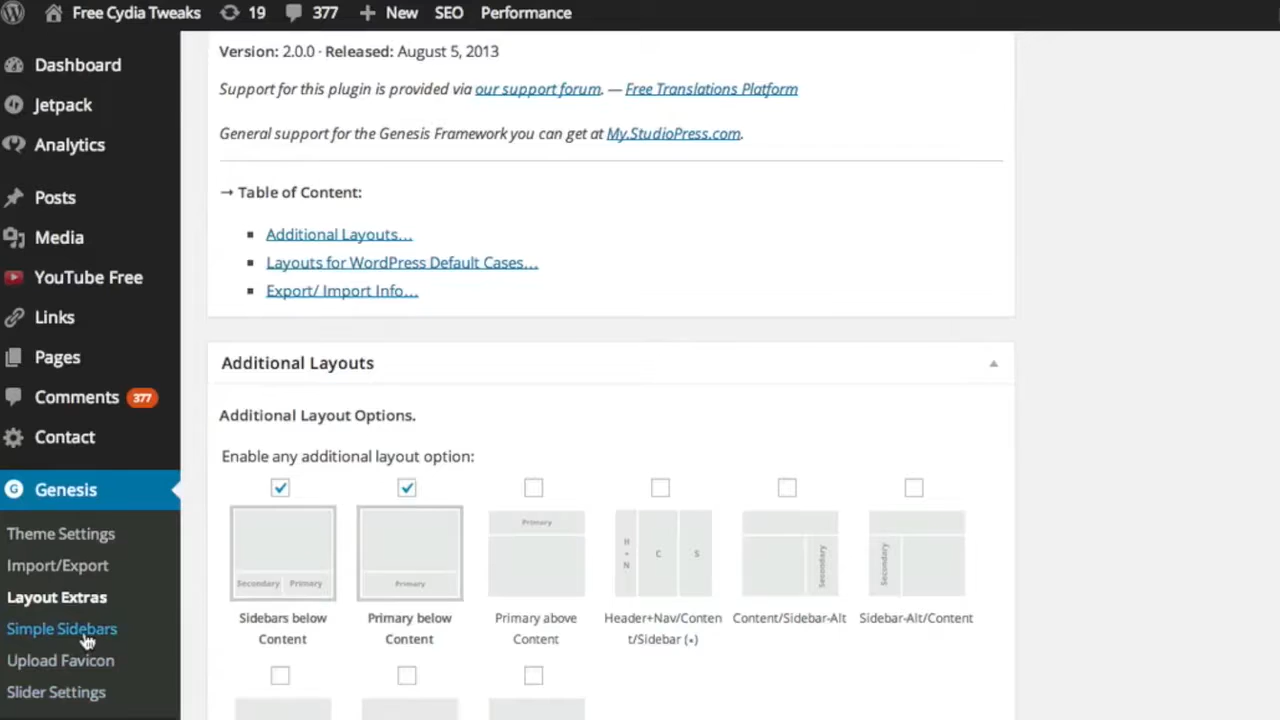 Free Cydia Tweaks 19 377 New SEO Performance
Dashboard
Jetpack
Analytics
Posts
Media
YouTube Free
Links
Pages
Comments 377
Contact
Genesis
Theme Settings
Import/Export
Layout Extras
Simple Sidebars
Upload Favicon
Slider Settings
Version: 2.0.0 · Released: August 5, 2013
Support for this plugin is provided via our support forum. — Free Translations Platform
General support for the Genesis Framework you can get at My.StudioPress.com.
→ Table of Content:
Additional Layouts...
Layouts for WordPress Default Cases...
Export/ Import Info...
Additional Layouts
Additional Layout Options.
Enable any additional layout option:
Secondary Primary
Sidebars below
Content
Primary
Primary below
Content
Primary
Primary above
Content
H
+
N
C
S
Header+Nav/Conten
t/Sidebar (•)
Secondary
Content/Sidebar-Alt
Secondary
Sidebar-Alt/Content